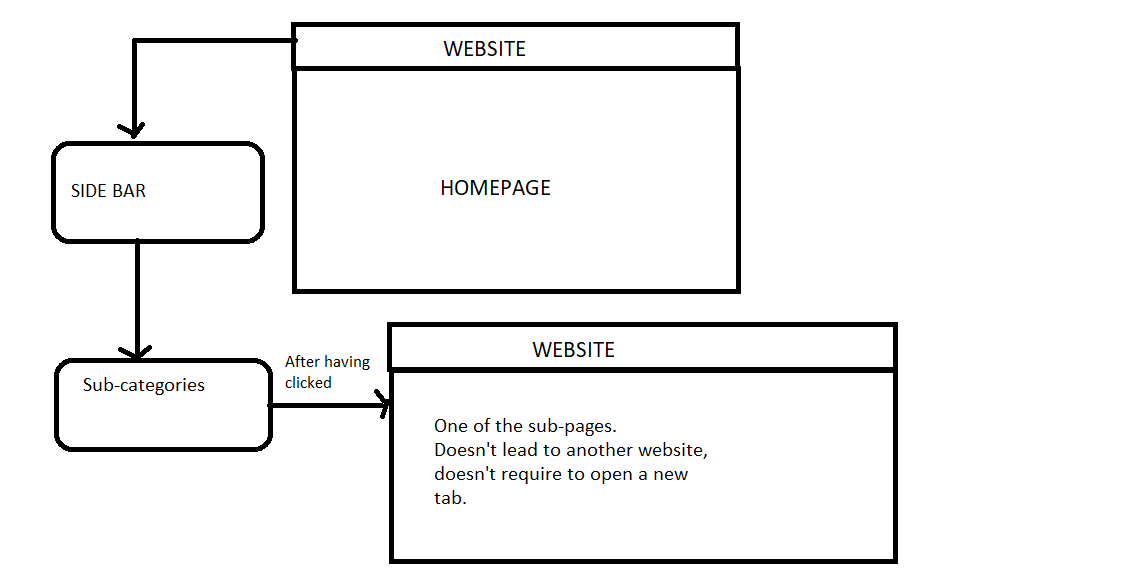 WEBSITE
HOMEPAGE
SIDE BAR
Sub-categories
After having
clicked
WEBSITE
One of the sub-pages.
Doesn't lead to another website,
doesn't require to open a new
tab.